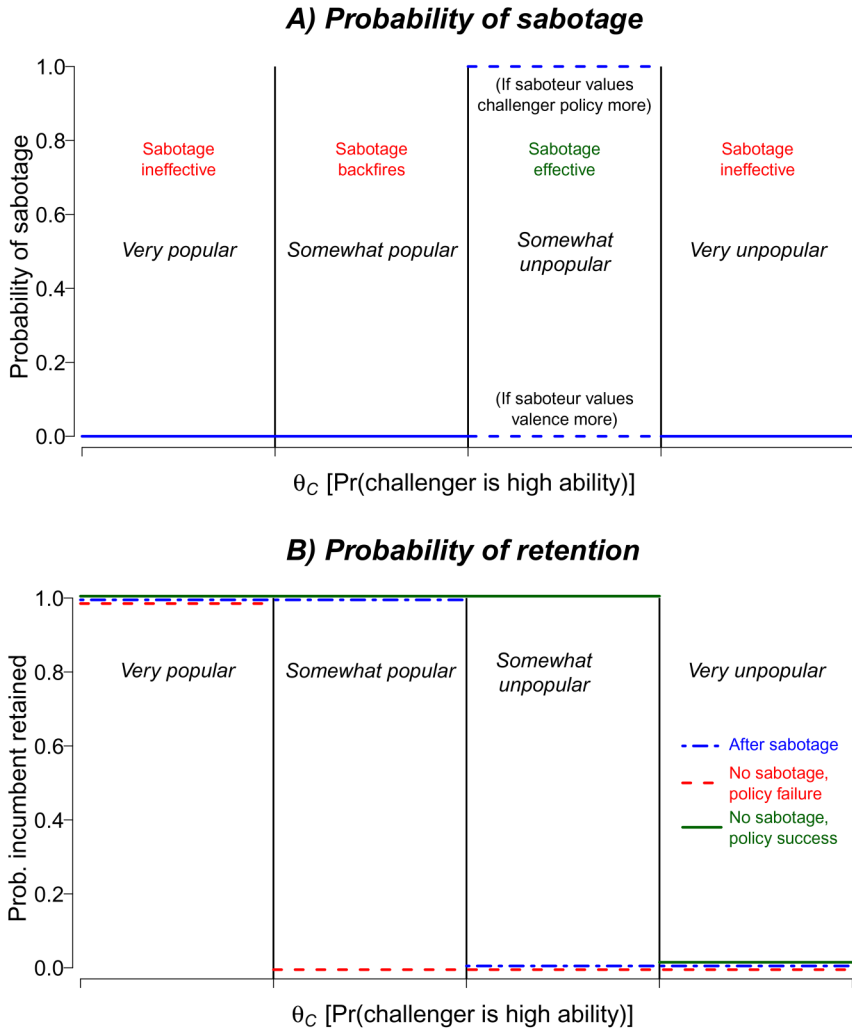 A) Probability of sabotage
Probability of sabotage
1.0
0.8
0.6
0.4
0.2
0.0
(If saboteur values
challenger policy more)
Sabotage
ineffective
Sabotage
backfires
Sabotage
effective
Sabotage
ineffective
Very popular
Somewhat popular
Somewhat
unpopular
Very unpopular
(If saboteur values
valence more)
θC [Pr(challenger is high ability)]
B) Probability of retention
Prob. incumbent retained
1.0
0.8
0.6
0.4
0.2
0.0
Very popular
Somewhat popular
Somewhat
unpopular
Very unpopular
After sabotage
No sabotage,
policy failure
No sabotage,
policy success
θC [Pr(challenger is high ability)]